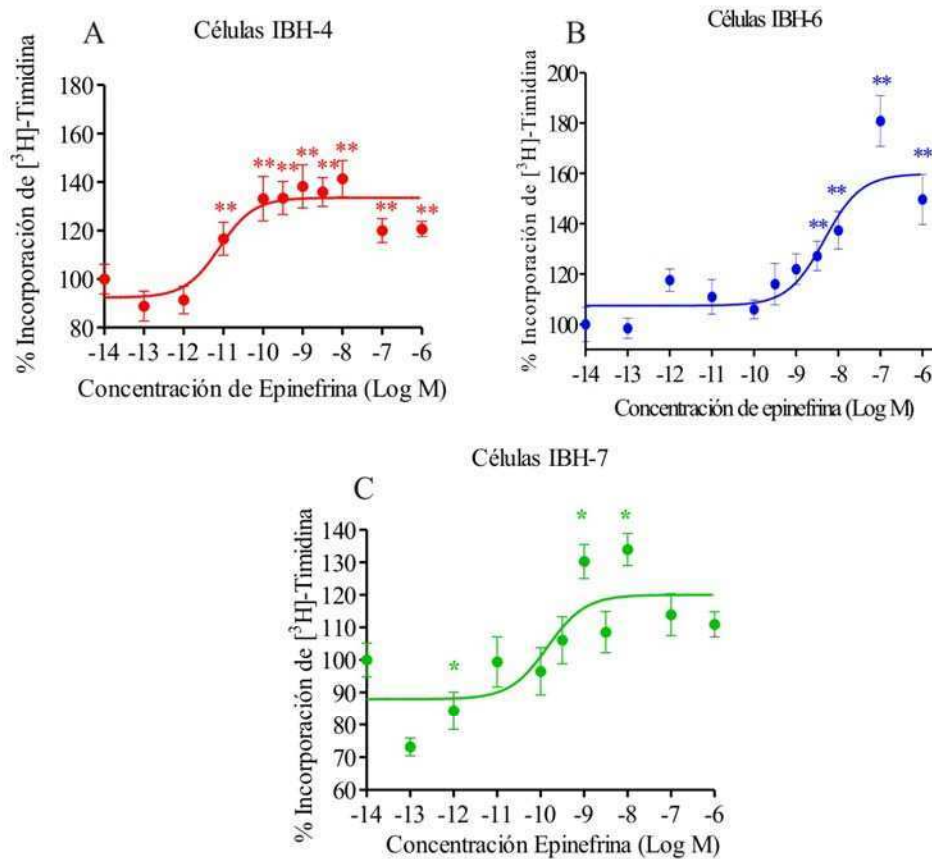 A
Células IBH-4
% Incorporación de [³H]-Timidina
180
160
140
120
100
80
** ** ** ** ** ** ** **
-14 -13 -12 -11 -10 -9 -8 -7 -6
Concentración de Epinefrina (Log M)
B
Células IBH-6
% Incorporación de [³H]-Timidina
200
180
160
140
120
100
** ** ** **
-14 -13 -12 -11 -10 -9 -8 -7 -6
Concentración de epinefrina (Log M)
C
Células IBH-7
% Incorporación de [³H]-Timidina
140
130
120
110
100
90
80
70
60
* * *
-14 -13 -12 -11 -10 -9 -8 -7 -6
Concentración Epinefrina (Log M)